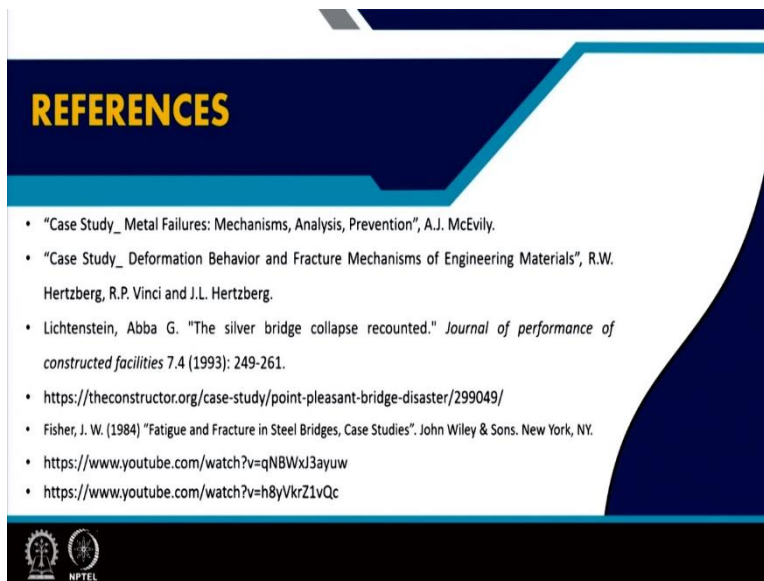 REFERENCES
• “Case Study_ Metal Failures: Mechanisms, Analysis, Prevention”, A.J. McEvily.
• “Case Study_ Deformation Behavior and Fracture Mechanisms of Engineering Materials”, R.W.
Hertzberg, R.P. Vinci and J.L. Hertzberg.
• Lichtenstein, Abba G. "The silver bridge collapse recounted." Journal of performance of
constructed facilities 7.4 (1993): 249-261.
• https://theconstructor.org/case-study/point-pleasant-bridge-disaster/299049/
• Fisher, J. W. (1984) “Fatigue and Fracture in Steel Bridges, Case Studies”. John Wiley & Sons. New York, NY.
• https://www.youtube.com/watch?v=qNBWxJ3ayuw
• https://www.youtube.com/watch?v=h8yVkrZ1vQc
NPTEL